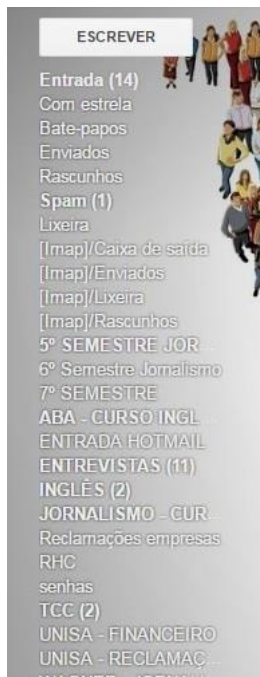 ESCREVER
Entrada (14)
Com estrela
Bate-papos
Enviados
Rascunhos
Spam (1)
Lixeira
[Imap]/Caixa de saída
[Imap]/Enviados
[Imap]/Lixeira
[Imap]/Rascunhos
5º SEMESTRE JOR...
6º Semestre Jornalismo
7º SEMESTRE
ABA - CURSO INGL...
ENTRADA HOTMAIL
ENTREVISTAS (11)
INGLÊS (2)
JORNALISMO - CUR...
Reclamações empresas
RHC
senhas
TCC (2)
UNISA - FINANCEIRO
UNISA - RECLAMAÇ...